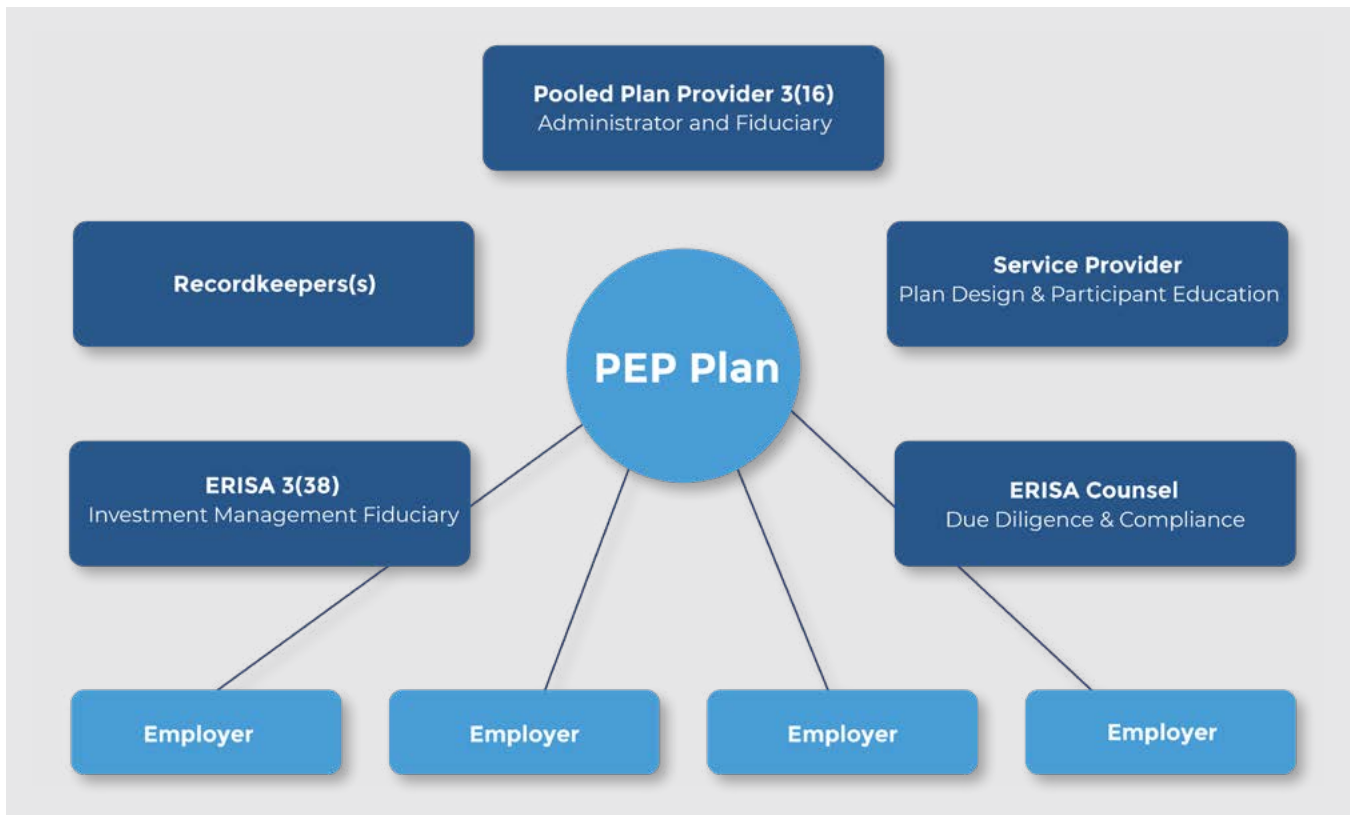 Pooled Plan Provider 3(16)
Administrator and Fiduciary
Recordkeepers(s)
Service Provider
Plan Design & Participant Education
PEP Plan
ERISA 3(38)
Investment Management Fiduciary
ERISA Counsel
Due Diligence & Compliance
Employer
Employer
Employer
Employer